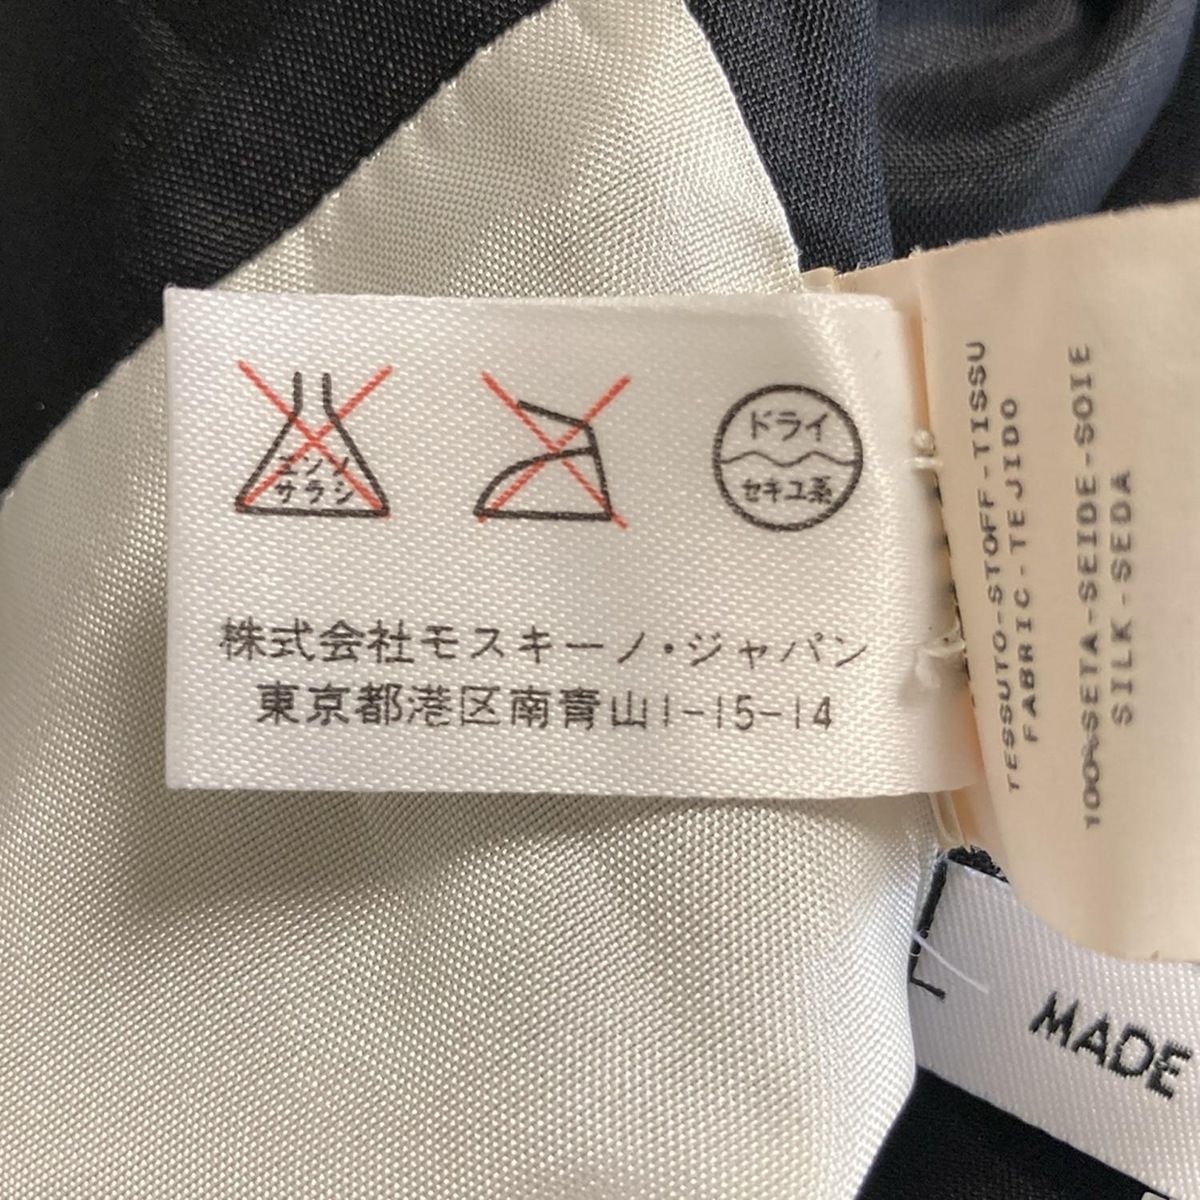 エンソ
サラシ
ドライ
セキユ系
株式会社モスキーノ・ジャパン
東京都港区南青山1-15-14
TESSUTO-STOFF-TISSU
FABRIC-TEJIDO
100%SETA-SEIDE-SOIE
SILK-SEDA
MADE